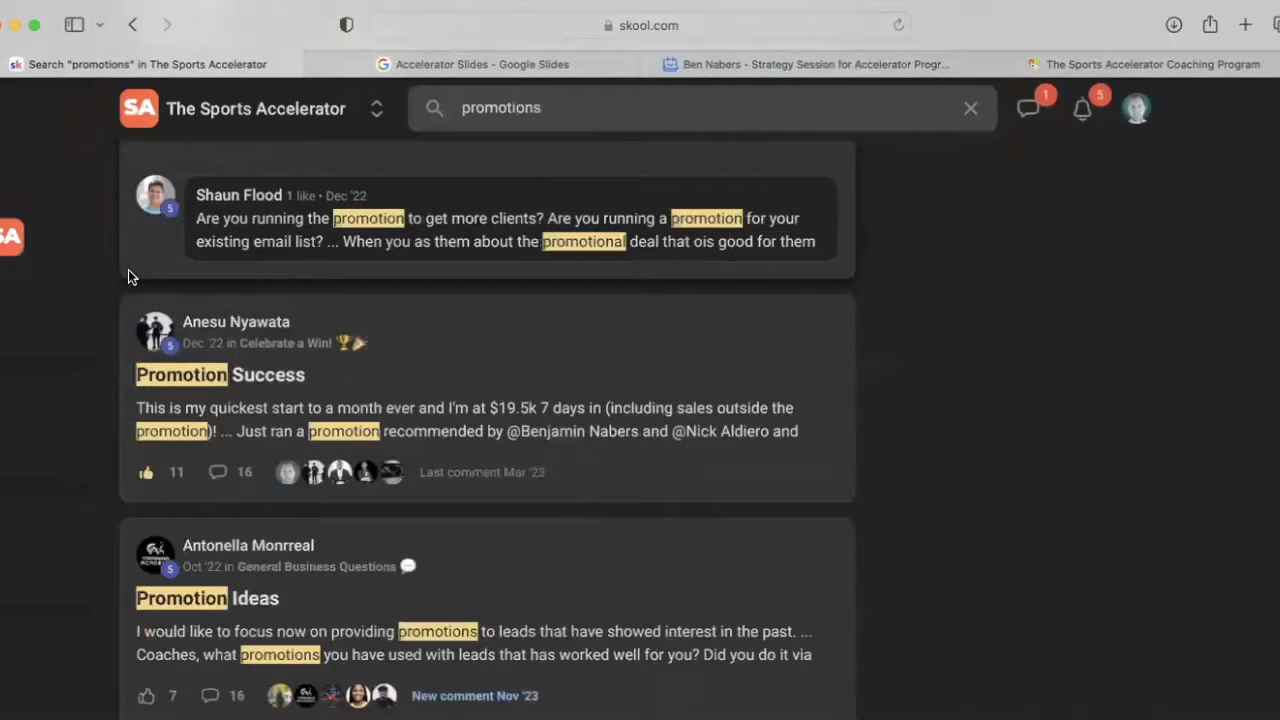 skool.com
Search "promotions" in The Sports Accelerator
Accelerator Slides - Google Slides
Ben Nabers - Strategy Session for Accelerator Progr...
The Sports Accelerator Coaching Program
SA The Sports Accelerator
promotions
1
5
Shaun Flood 1 like • Dec '22
5
Are you running the promotion to get more clients? Are you running a promotion for your
existing email list? ... When you as them about the promotional deal that ois good for them
SA
Anesu Nyawata
5
Dec '22 in Celebrate a Win! 🏆🎉
Promotion Success
This is my quickest start to a month ever and I'm at $19.5k 7 days in (including sales outside the
promotion)! ... Just ran a promotion recommended by @Benjamin Nabers and @Nick Aldiero and
11 16 Last comment Mar '23
Antonella Monrreal
5
Oct '22 in General Business Questions 💬
Promotion Ideas
I would like to focus now on providing promotions to leads that have showed interest in the past. ...
Coaches, what promotions you have used with leads that has worked well for you? Did you do it via
7 16 New comment Nov '23